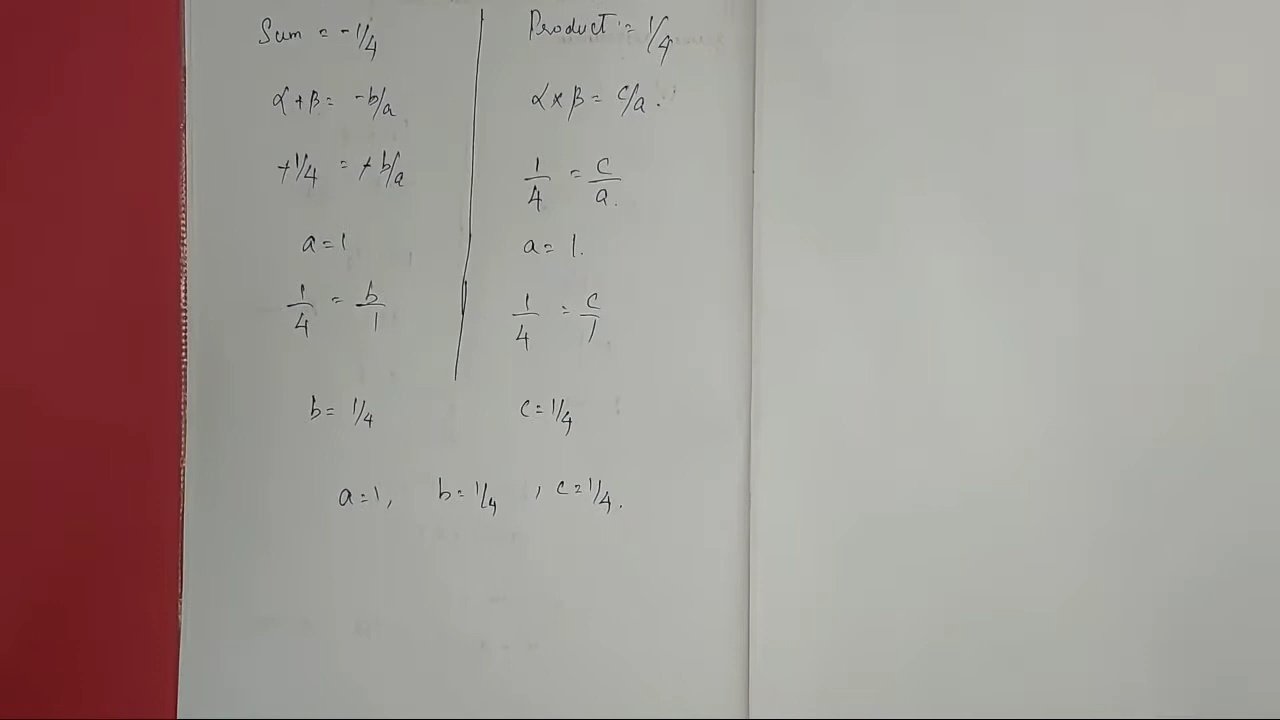 Sum = -1/4
α + β = -b/a
+1/4 = +b/a
a = 1
1/4 = b/1
b = 1/4
Product = 1/4
α × β = c/a.
1/4 = c/a.
a = 1.
1/4 = c/1
c = 1/4
a = 1, b = 1/4, c = 1/4.